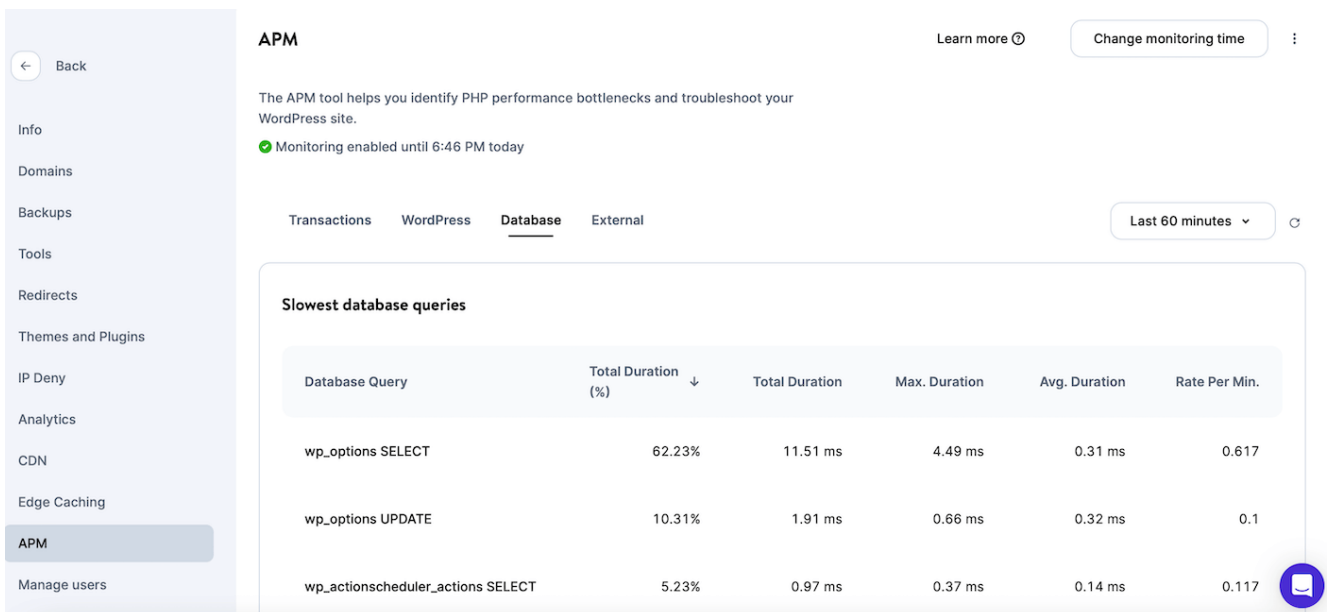 Back
Info
Domains
Backups
Tools
Redirects
Themes and Plugins
IP Deny
Analytics
CDN
Edge Caching
APM
Manage users
APM
Learn more
Change monitoring time
The APM tool helps you identify PHP performance bottlenecks and troubleshoot your
WordPress site.
Monitoring enabled until 6:46 PM today
Transactions WordPress Database External
Last 60 minutes
Slowest database queries
Database Query Total Duration (%) Total Duration Max. Duration Avg. Duration Rate Per Min.
wp_options SELECT 62.23% 11.51 ms 4.49 ms 0.31 ms 0.617
wp_options UPDATE 10.31% 1.91 ms 0.66 ms 0.32 ms 0.1
wp_actionscheduler_actions SELECT 5.23% 0.97 ms 0.37 ms 0.14 ms 0.117